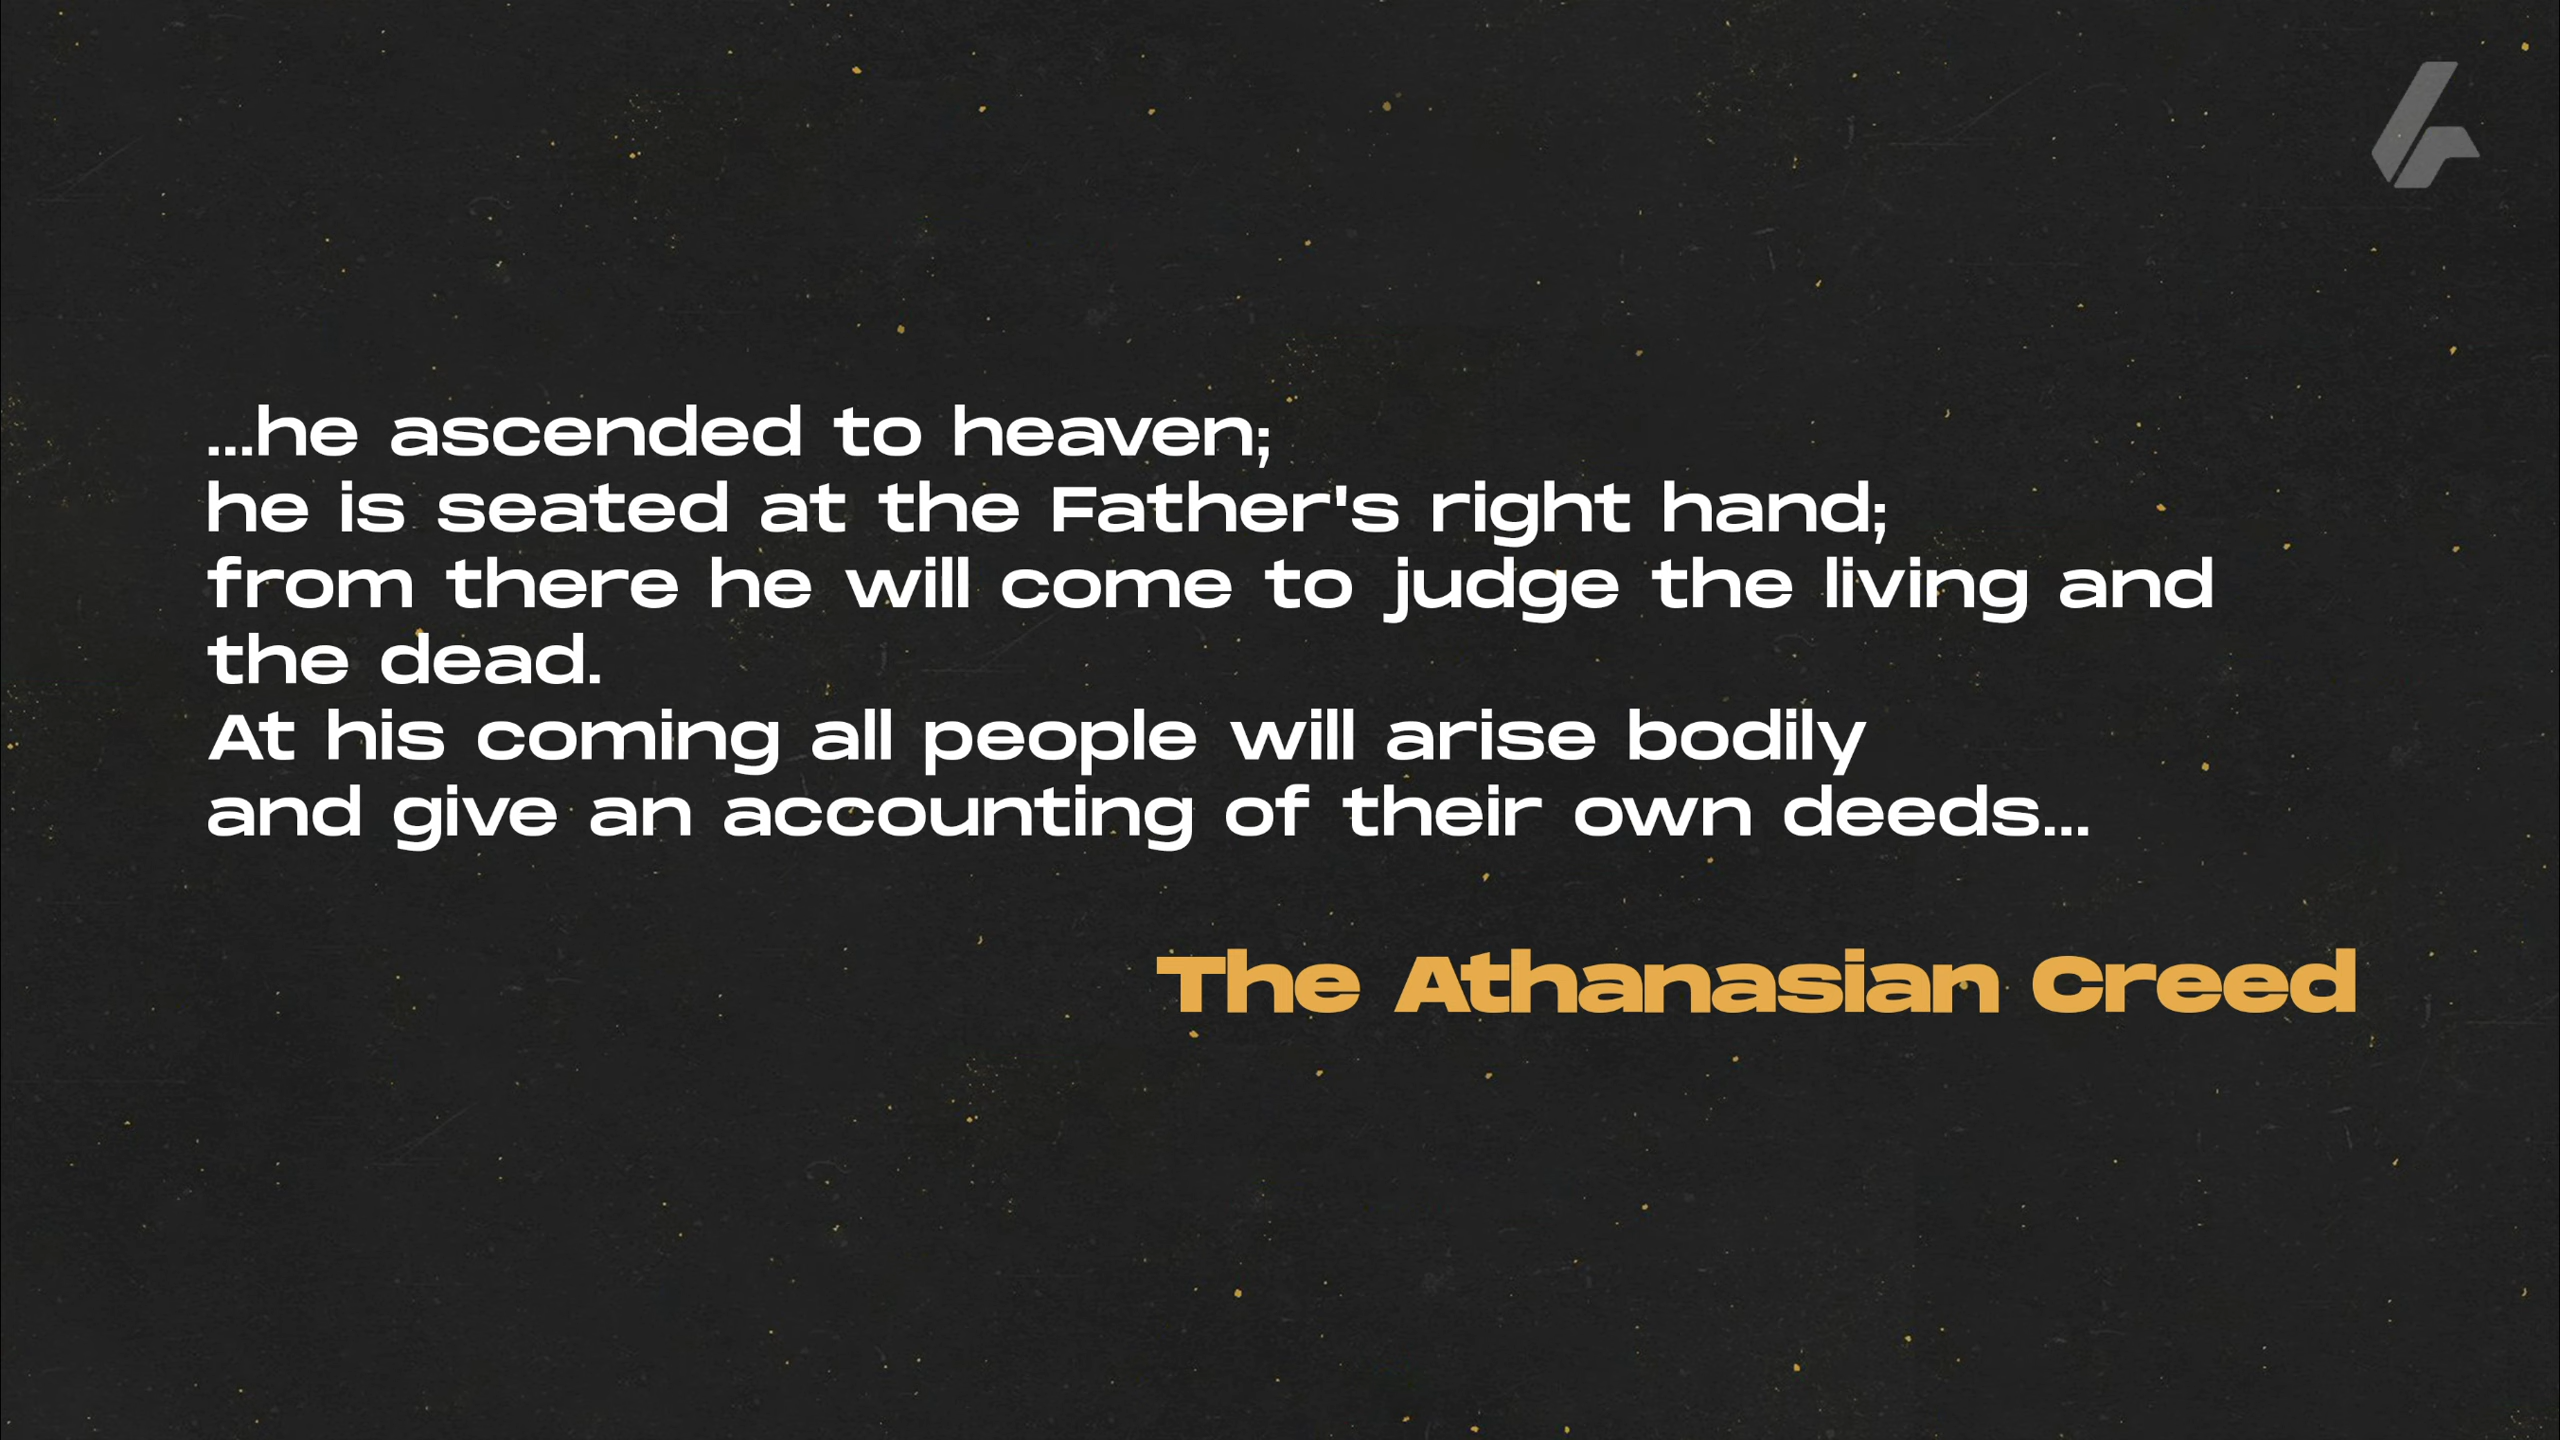 ...he ascended to heaven;
he is seated at the Father's right hand;
from there he will come to judge the living and
the dead.
At his coming all people will arise bodily
and give an accounting of their own deeds...
The Athanasian Creed